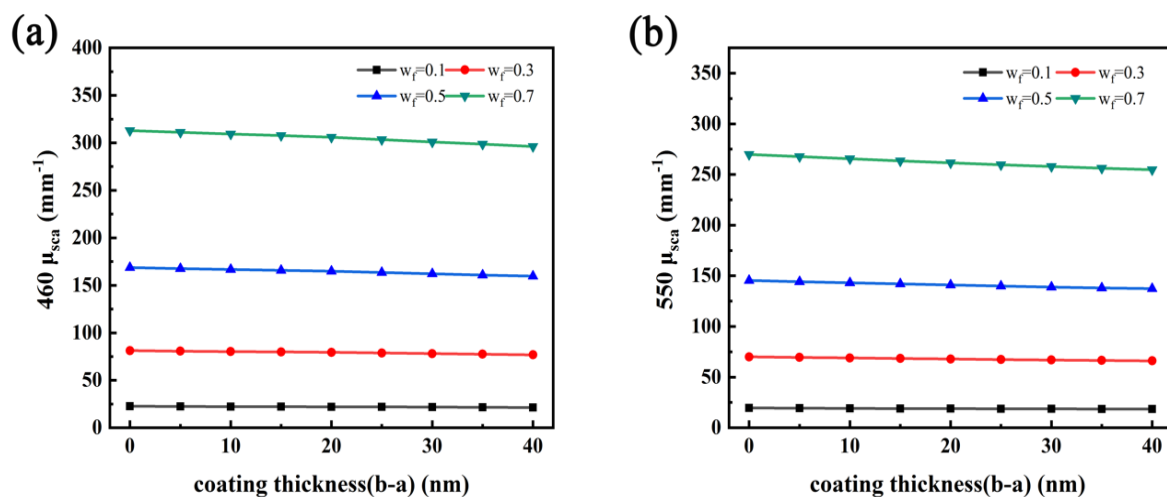 (a)
400
350
300
250
200
150
100
50
0
460 μsca (mm⁻¹)
wf=0.1 wf=0.3
wf=0.5 wf=0.7
0 10 20 30 40
coating thickness(b-a) (nm)
(b)
350
300
250
200
150
100
50
0
550 μsca (mm⁻¹)
wf=0.1 wf=0.3
wf=0.5 wf=0.7
0 10 20 30 40
coating thickness(b-a) (nm)